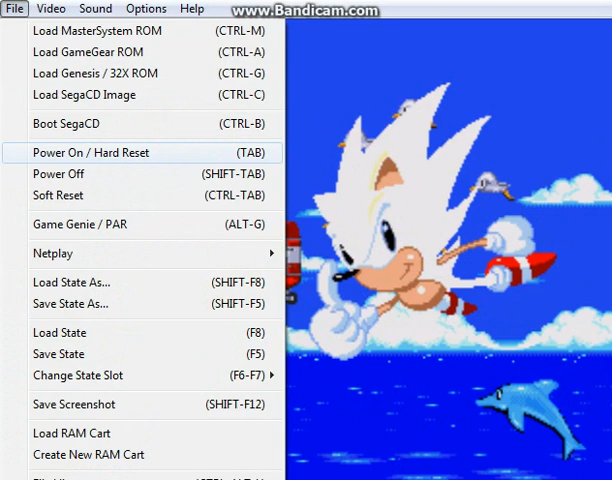 www.Bandicam.com
File Video Sound Options Help
Load MasterSystem ROM (CTRL-M)
Load GameGear ROM (CTRL-A)
Load Genesis / 32X ROM (CTRL-G)
Load SegaCD Image (CTRL-C)
Boot SegaCD (CTRL-B)
Power On / Hard Reset (TAB)
Power Off (SHIFT-TAB)
Soft Reset (CTRL-TAB)
Game Genie / PAR (ALT-G)
Netplay
Load State As... (SHIFT-F8)
Save State As... (SHIFT-F5)
Load State (F8)
Save State (F5)
Change State Slot (F6-F7)
Save Screenshot (SHIFT-F12)
Load RAM Cart
Create New RAM Cart